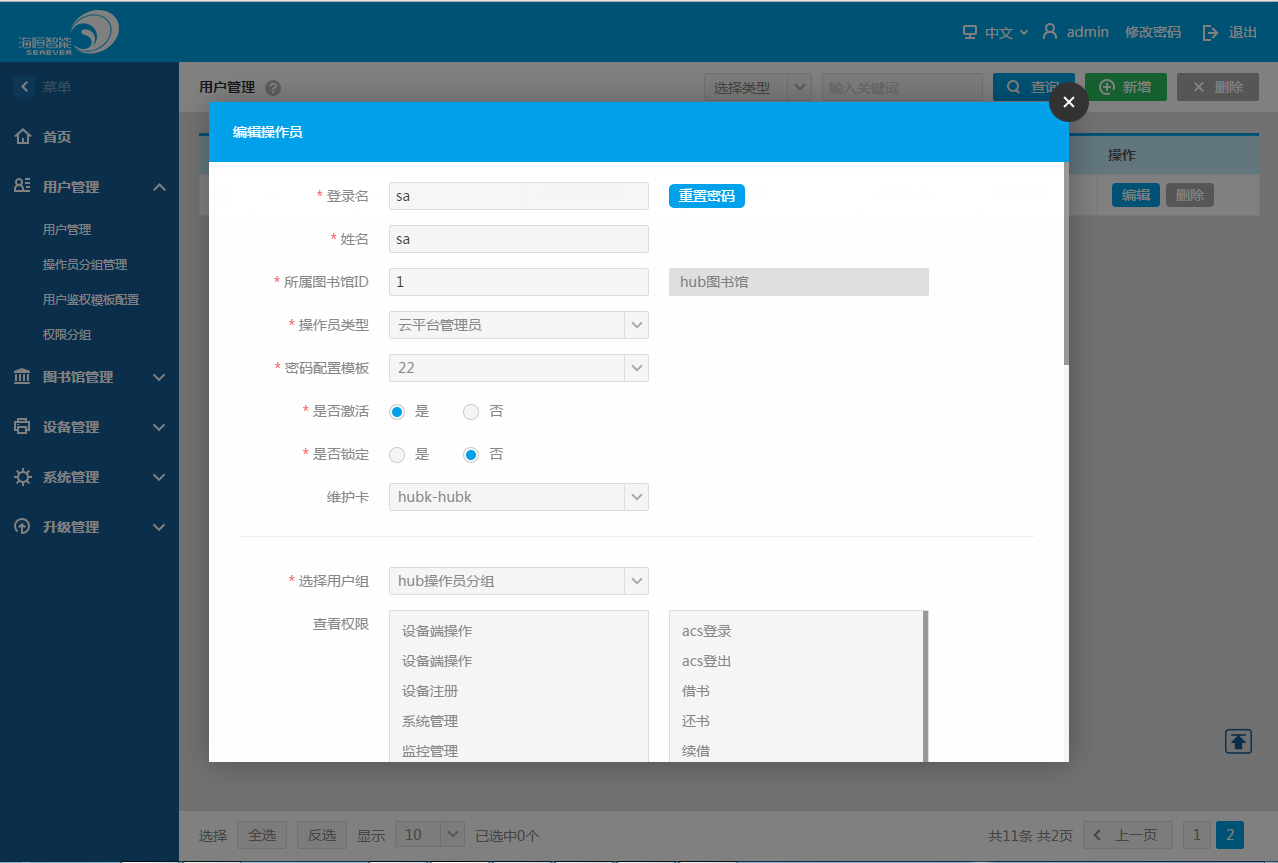 海恒智能
SEAEVER
中文 admin 修改密码 退出
菜单
首页
用户管理
用户管理
操作员分组管理
用户鉴权模板配置
权限分组
图书馆管理
设备管理
系统管理
升级管理
用户管理 ? 选择类型 输入关键词 查询 新增 删除
操作
编辑 删除
编辑操作员
* 登录名 sa 重置密码
* 姓名 sa
* 所属图书馆ID 1 hub图书馆
* 操作员类型 云平台管理员
* 密码配置模板 22
* 是否激活 是 否
* 是否锁定 是 否
维护卡 hubk-hubk
* 选择用户组 hub操作员分组
查看权限 设备端操作 acs登录
设备端操作 acs登出
设备注册 借书
系统管理 还书
监控管理 续借
选择 全选 反选 显示 10 已选中0个 共11条 共2页 上一页 1 2